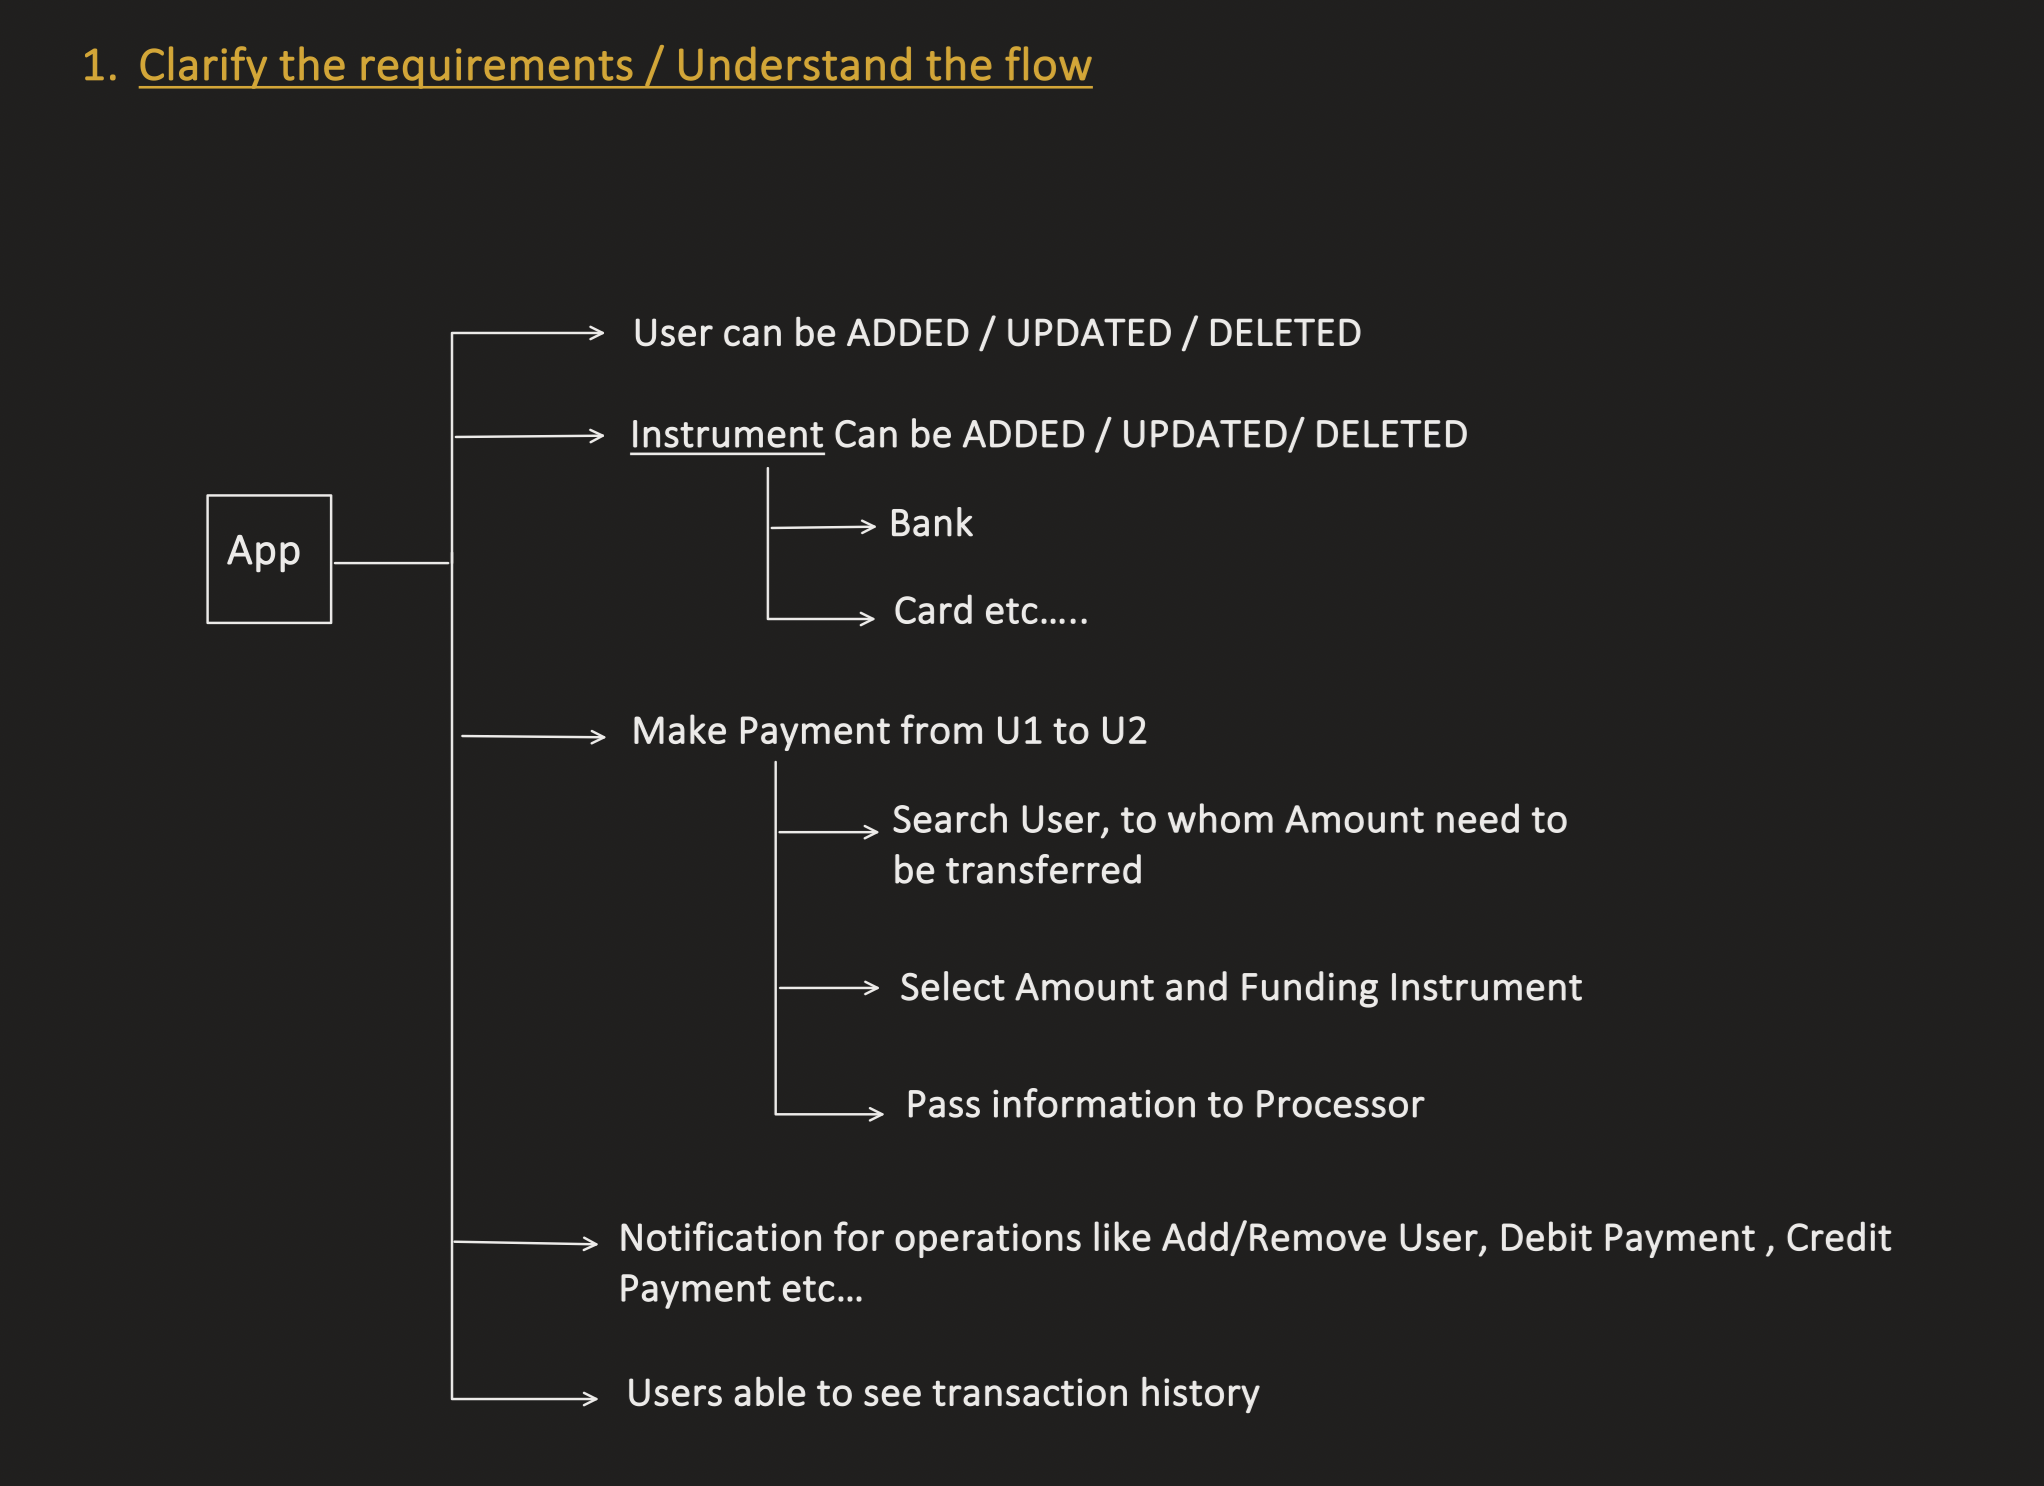 1. Clarify the requirements / Understand the flow
User can be ADDED / UPDATED / DELETED
Instrument Can be ADDED / UPDATED/ DELETED
Bank
App
Card etc.....
Make Payment from U1 to U2
Search User, to whom Amount need to
be transferred
Select Amount and Funding Instrument
Pass information to Processor
Notification for operations like Add/Remove User, Debit Payment , Credit
Payment etc...
Users able to see transaction history